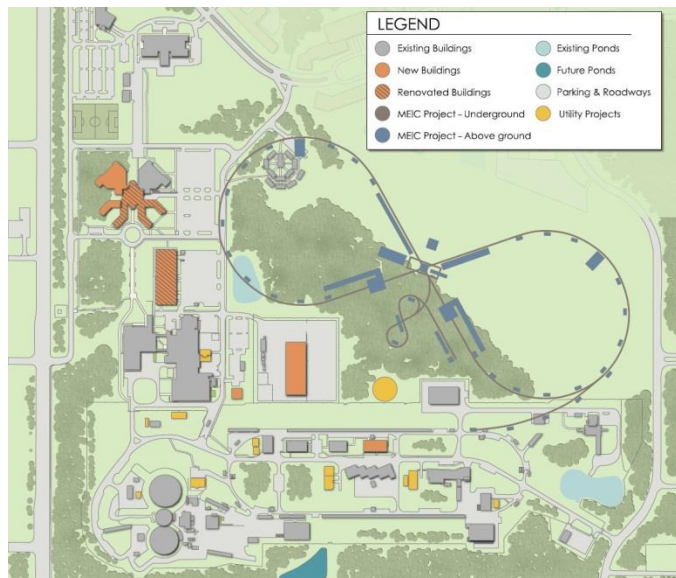 LEGEND
Existing Buildings
New Buildings
Renovated Buildings
MEIC Project - Underground
MEIC Project - Above ground
Existing Ponds
Future Ponds
Parking & Roadways
Utility Projects